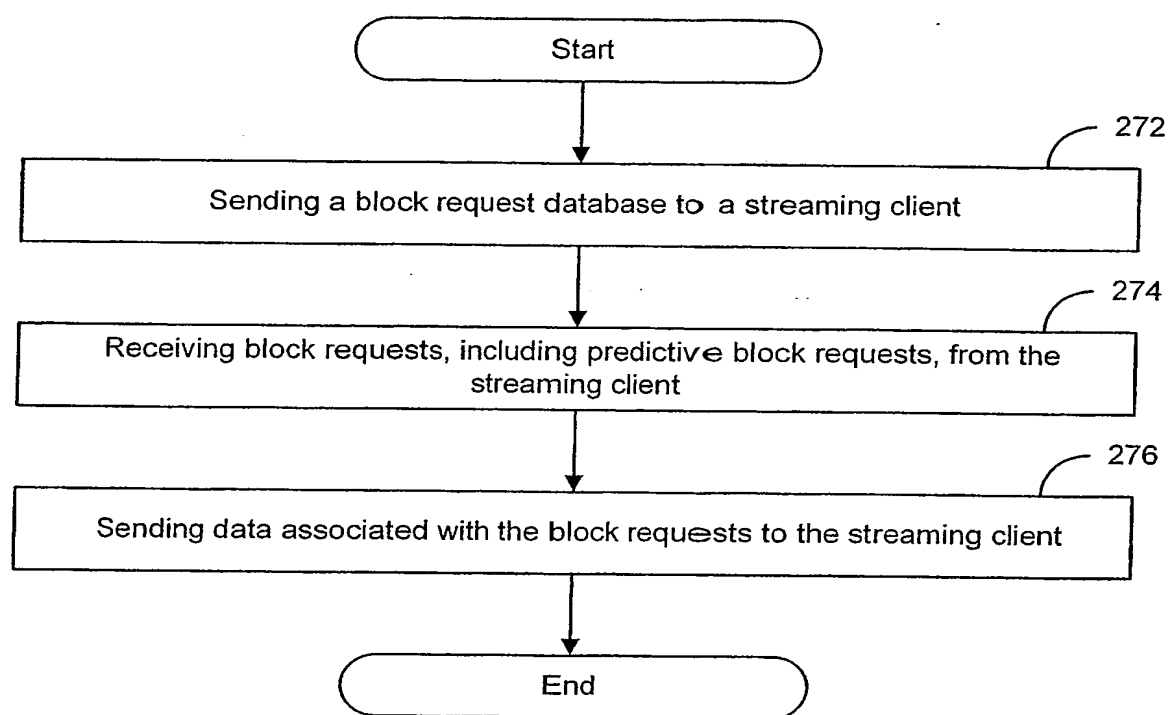 Start
272
Sending a block request database to a streaming client
274
Receiving block requests, including predictive block requests, from the
streaming client
276
Sending data associated with the block requests to the streaming client
End